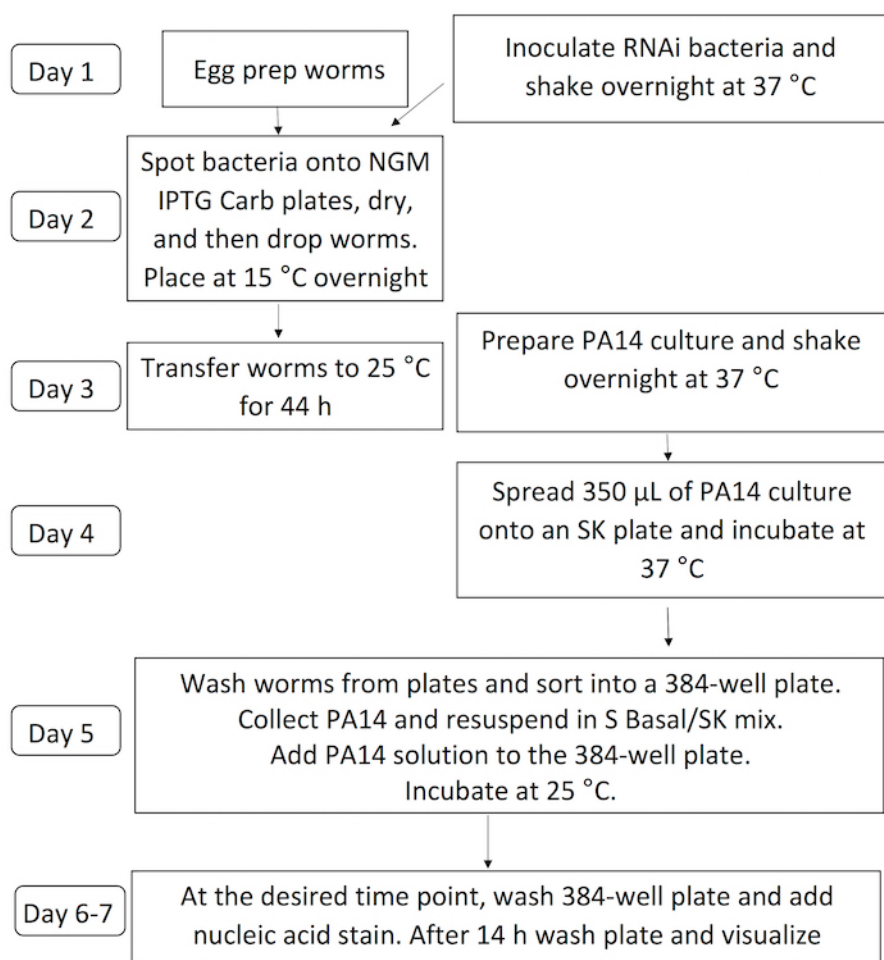 Day 1
Egg prep worms
Inoculate RNAi bacteria and
shake overnight at 37 °C
Day 2
Spot bacteria onto NGM
IPTG Carb plates, dry,
and then drop worms.
Place at 15 °C overnight
Day 3
Transfer worms to 25 °C
for 44 h
Prepare PA14 culture and shake
overnight at 37 °C
Day 4
Spread 350 µL of PA14 culture
onto an SK plate and incubate at
37 °C
Day 5
Wash worms from plates and sort into a 384-well plate.
Collect PA14 and resuspend in S Basal/SK mix.
Add PA14 solution to the 384-well plate.
Incubate at 25 °C.
Day 6-7
At the desired time point, wash 384-well plate and add
nucleic acid stain. After 14 h wash plate and visualize